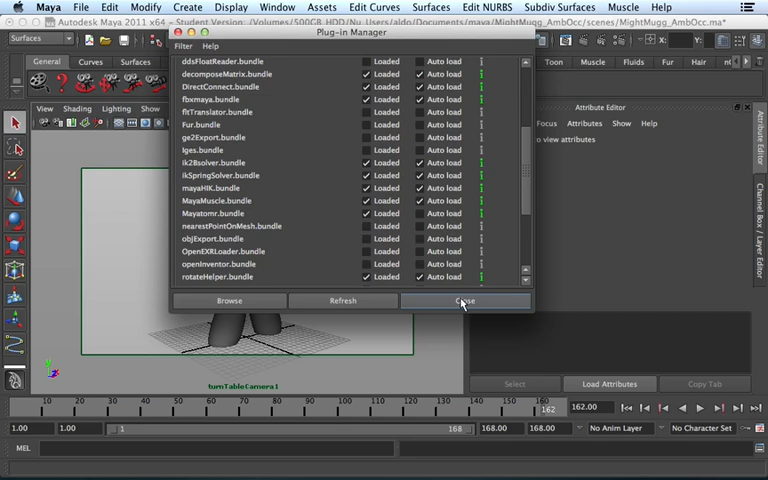 Maya File Edit Modify Create Display Window Assets Edit Curves Surfaces Edit NURBS Subdiv Surfaces Muscle
Autodesk Maya 2011 x64 – Student Version: /Volumes/500GB_HDD/Nu
aldo/Documents/maya/MightMugg_AmbOcc/scenes/MightMugg_AmbOcc.ma*
Plug-in Manager
Filter Help
Surfaces
X: Y:
General Curves Surfaces
Toon Muscle Fluids Fur Hair
View Shading Lighting Show
ddsFloatReader.bundle Loaded Auto load i
decomposeMatrix.bundle Loaded Auto load i
DirectConnect.bundle Loaded Auto load i
fbxmaya.bundle Loaded Auto load i
fltTranslator.bundle Loaded Auto load i
Fur.bundle Loaded Auto load i
ge2Export.bundle Loaded Auto load i
Iges.bundle Loaded Auto load i
ik2Bsolver.bundle Loaded Auto load i
ikSpringSolver.bundle Loaded Auto load i
mayaHIK.bundle Loaded Auto load i
MayaMuscle.bundle Loaded Auto load i
Mayatomr.bundle Loaded Auto load i
nearestPointOnMesh.bundle Loaded Auto load i
objExport.bundle Loaded Auto load i
OpenEXRLoader.bundle Loaded Auto load i
openInventor.bundle Loaded Auto load i
rotateHelper.bundle Loaded Auto load i
Browse Refresh Close
Attribute Editor
Focus Attributes Show Help
to view attributes
Attribute Editor
Channel Box / Layer Editor
Select Load Attributes Copy Tab
turnTableCamera1
10 20 30 40 50 60 70 80 90 100 110 120 130 140 150 160 162 162.00
1.00 1.00 1 168 168.00 168.00 No Anim Layer No Character Set
MEL